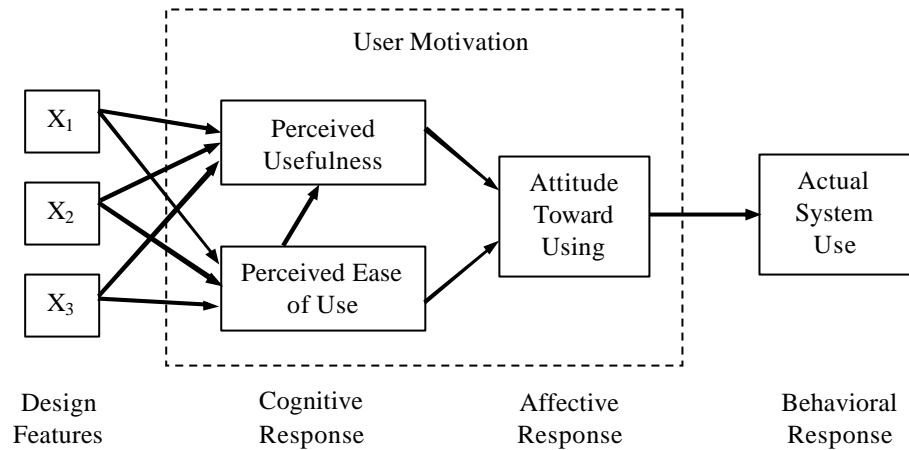 User Motivation
X₁
X₂
X₃
Perceived
Usefulness
Perceived Ease
of Use
Attitude
Toward
Using
Actual
System
Use
Design
Features
Cognitive
Response
Affective
Response
Behavioral
Response